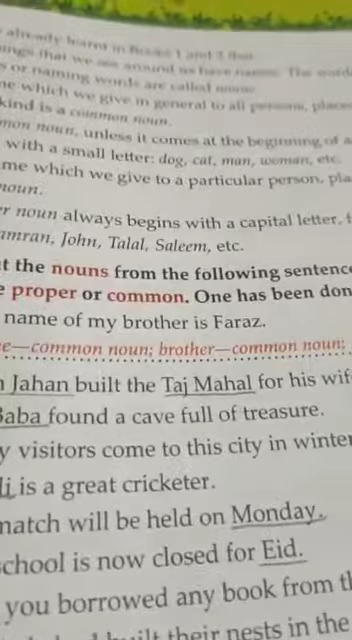 already learnt in Books 1 and 2 that
ings that we see around us have names. The words
s or naming words are called nouns.
me which we give in general to all persons, places
kind is a common noun.
mon noun, unless it comes at the beginning of a
with a small letter: dog, cat, man, woman, etc.
me which we give to a particular person, pla
noun.
r noun always begins with a capital letter, f
amran, John, Talal, Saleem, etc.
t the nouns from the following sentence
e proper or common. One has been don
name of my brother is Faraz.
e—common noun; brother—common noun;
Jahan built the Taj Mahal for his wif
Baba found a cave full of treasure.
y visitors come to this city in winter
li is a great cricketer.
match will be held on Monday.
chool is now closed for Eid.
you borrowed any book from th
built their nests in the